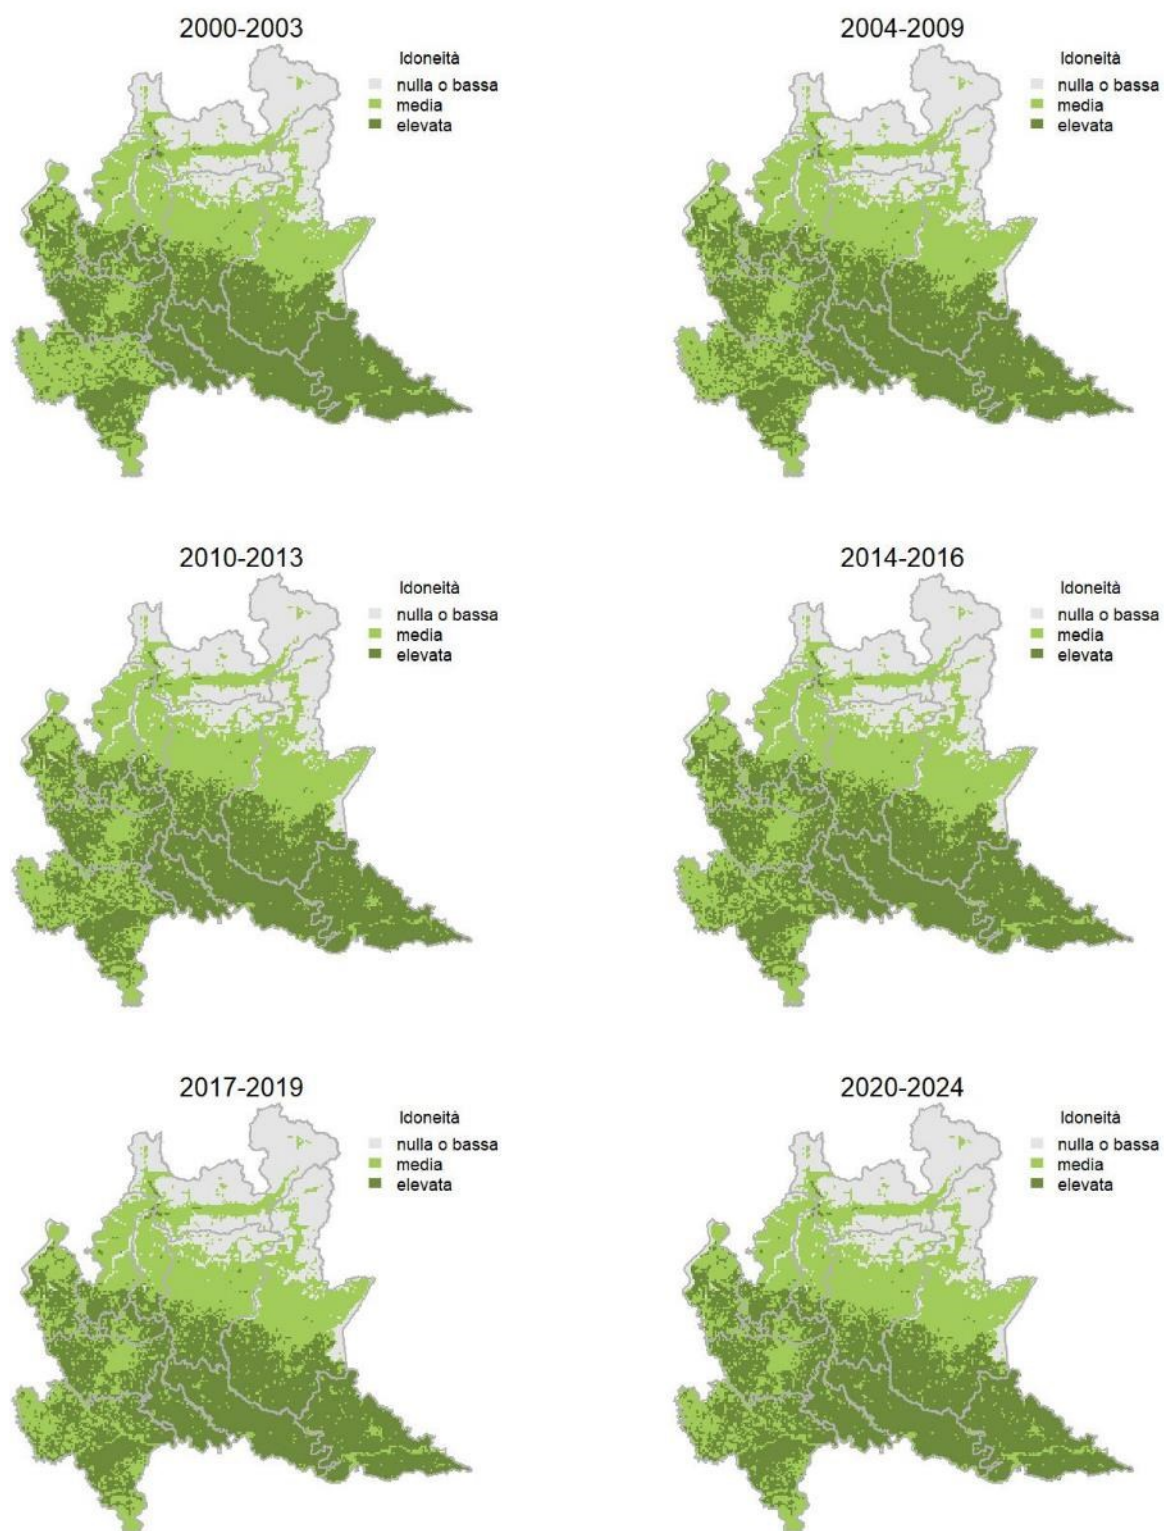 2000-2003
Idoneità
nulla o bassa
media
elevata
2004-2009
Idoneità
nulla o bassa
media
elevata
2010-2013
Idoneità
nulla o bassa
media
elevata
2014-2016
Idoneità
nulla o bassa
media
elevata
2017-2019
Idoneità
nulla o bassa
media
elevata
2020-2024
Idoneità
nulla o bassa
media
elevata